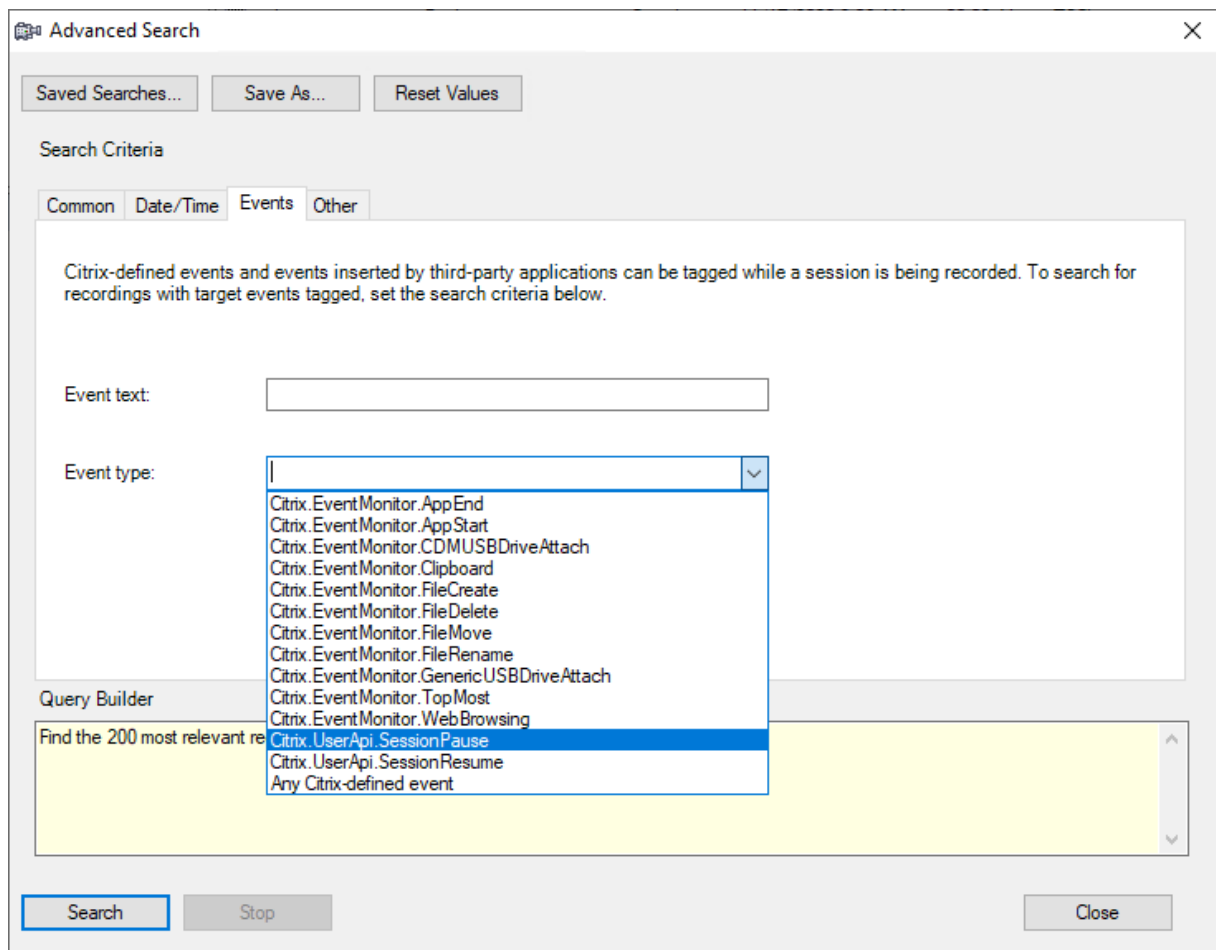 Advanced Search
Saved Searches... Save As... Reset Values
Search Criteria
Common Date/Time Events Other
Citrix-defined events and events inserted by third-party applications can be tagged while a session is being recorded. To search for
recordings with target events tagged, set the search criteria below.
Event text:
Event type:
Citrix.EventMonitor.AppEnd
Citrix.EventMonitor.AppStart
Citrix.EventMonitor.CDMUSBDriveAttach
Citrix.EventMonitor.Clipboard
Citrix.EventMonitor.FileCreate
Citrix.EventMonitor.FileDelete
Citrix.EventMonitor.FileMove
Citrix.EventMonitor.FileRename
Citrix.EventMonitor.GenericUSBDriveAttach
Citrix.EventMonitor.TopMost
Citrix.EventMonitor.WebBrowsing
Citrix.UserApi.SessionPause
Citrix.UserApi.SessionResume
Any Citrix-defined event
Query Builder
Find the 200 most relevant re
Search Stop Close